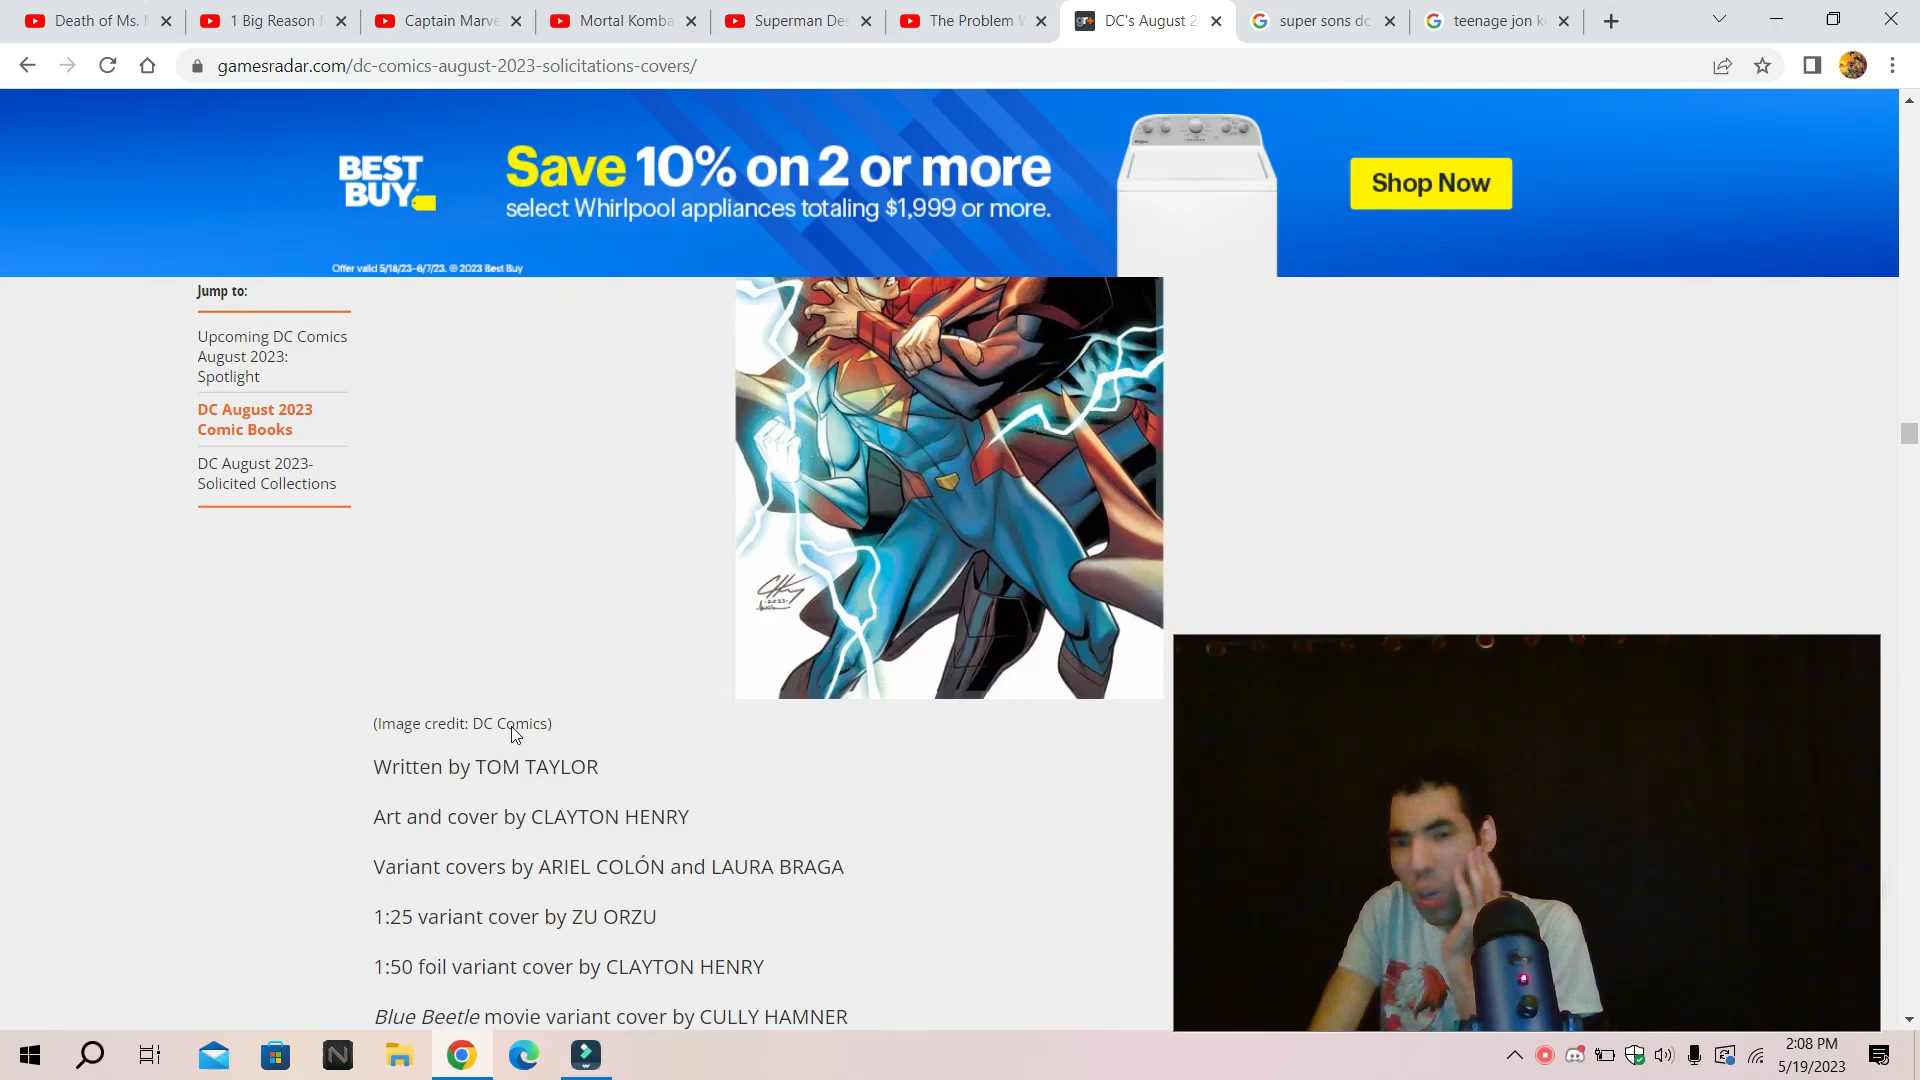 Death of Ms.
1 Big Reason
Captain Marve
Mortal Komba
Superman Des
The Problem
DC's August 2
super sons dc
teenage jon k
gamesradar.com/dc-comics-august-2023-solicitations-covers/
BEST
BUY
Save 10% on 2 or more
select Whirlpool appliances totaling $1,999 or more.
Shop Now
Offer valid 5/18/23–6/7/23. © 2023 Best Buy
Jump to:
Upcoming DC Comics
August 2023:
Spotlight
DC August 2023
Comic Books
DC August 2023-
Solicited Collections
(Image credit: DC Comics)
Written by TOM TAYLOR
Art and cover by CLAYTON HENRY
Variant covers by ARIEL COLÓN and LAURA BRAGA
1:25 variant cover by ZU ORZU
1:50 foil variant cover by CLAYTON HENRY
Blue Beetle movie variant cover by CULLY HAMNER
2:08 PM
5/19/2023